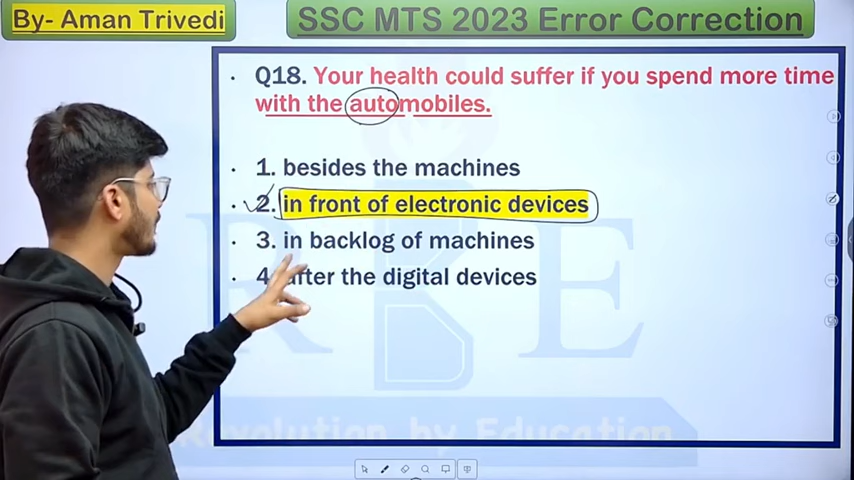 By- Aman Trivedi
SSC MTS 2023 Error Correction
Q18. Your health could suffer if you spend more time
with the automobiles.
1. besides the machines
2. in front of electronic devices
3. in backlog of machines
4. after the digital devices
RKE
Revolution by Education